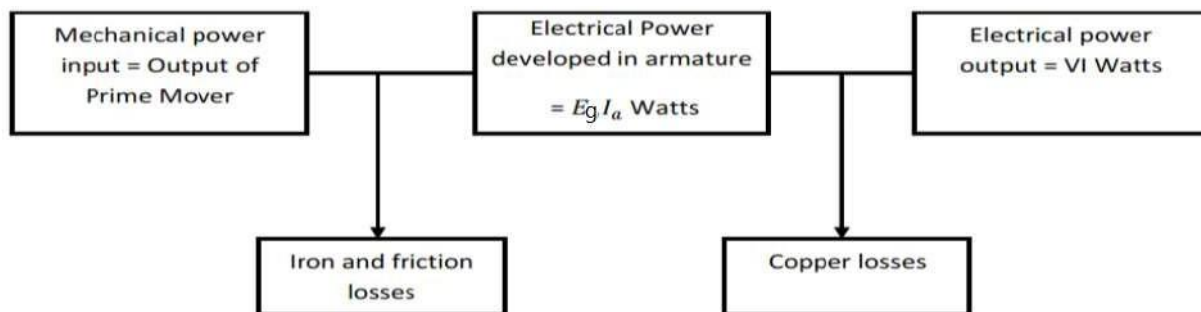 Mechanical power
input = Output of
Prime Mover
Electrical Power
developed in armature
= Eg Ia Watts
Electrical power
output = VI Watts
Iron and friction
losses
Copper losses